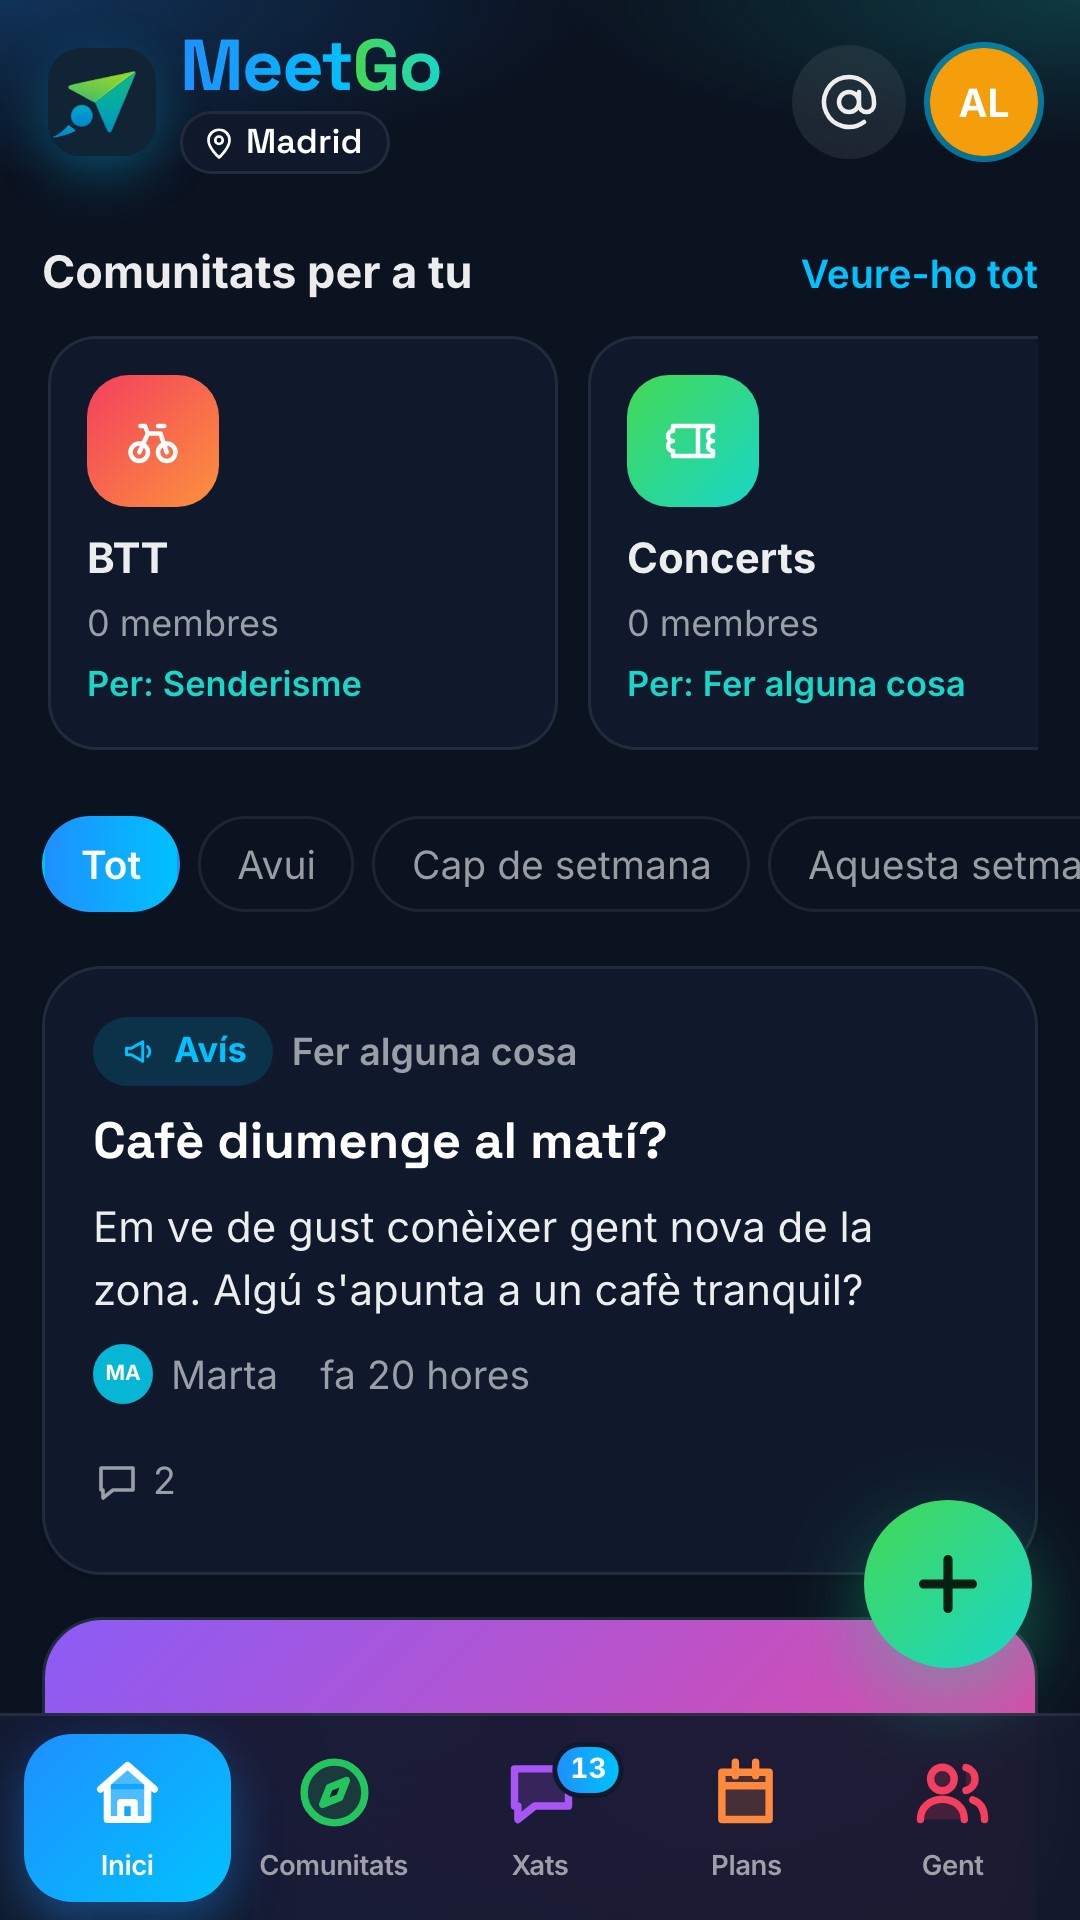 MeetGo
Madrid
AL
Comunitats per a tu
Veure-ho tot
BTT
0 membres
Per: Senderisme
Concerts
0 membres
Per: Fer alguna cosa
Tot
Avui
Cap de setmana
Aquesta setma
Avís
Fer alguna cosa
Cafè diumenge al matí?
Em ve de gust conèixer gent nova de la
zona. Algú s'apunta a un cafè tranquil?
MA
Marta
fa 20 hores
2
13
Inici
Comunitats
Xats
Plans
Gent